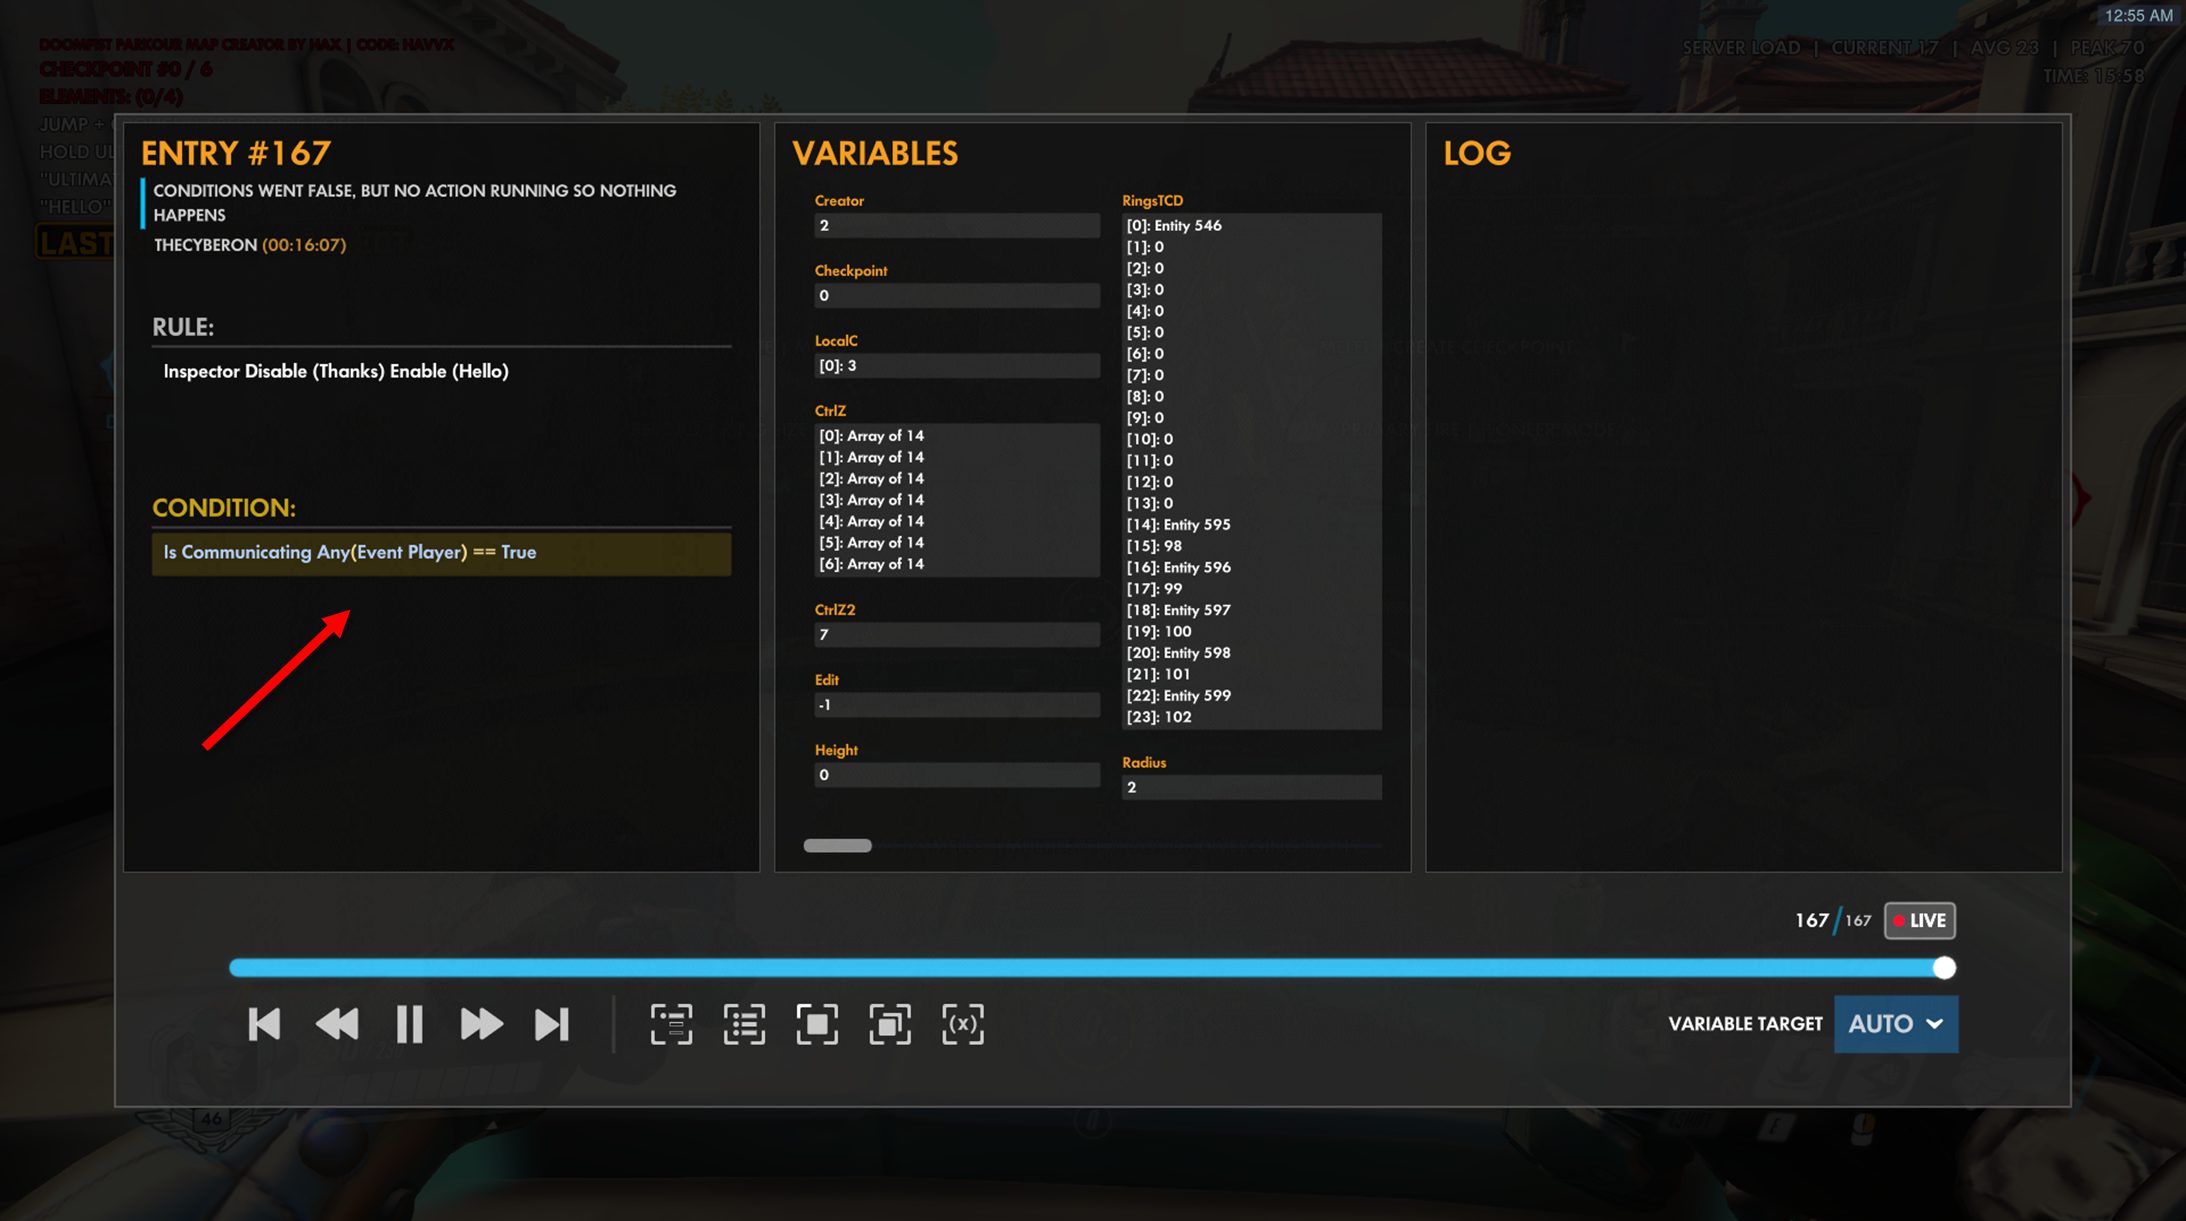 12:55 AM
DOOMFIST PARKOUR MAP CREATOR BY HAX | CODE: HAVVX
CHECKPOINT #0 / 6
ELEMENTS: (0/4)
SERVER LOAD | CURRENT 17 | AVG 23 | PEAK 70
TIME: 15:58
JUMP +
HOLD UL
"ULTIMA
"HELLO"
LAST
ENTRY #167
CONDITIONS WENT FALSE, BUT NO ACTION RUNNING SO NOTHING
HAPPENS
THECYBERON (00:16:07)
RULE:
Inspector Disable (Thanks) Enable (Hello)
CONDITION:
Is Communicating Any(Event Player) == True
VARIABLES
Creator
2
Checkpoint
0
LocalC
[0]: 3
CtrlZ
[0]: Array of 14
[1]: Array of 14
[2]: Array of 14
[3]: Array of 14
[4]: Array of 14
[5]: Array of 14
[6]: Array of 14
CtrlZ2
7
Edit
-1
Height
0
RingsTCD
[0]: Entity 546
[1]: 0
[2]: 0
[3]: 0
[4]: 0
[5]: 0
[6]: 0
[7]: 0
[8]: 0
[9]: 0
[10]: 0
[11]: 0
[12]: 0
[13]: 0
[14]: Entity 595
[15]: 98
[16]: Entity 596
[17]: 99
[18]: Entity 597
[19]: 100
[20]: Entity 598
[21]: 101
[22]: Entity 599
[23]: 102
Radius
2
LOG
167/167
LIVE
(x)
VARIABLE TARGET
AUTO
46